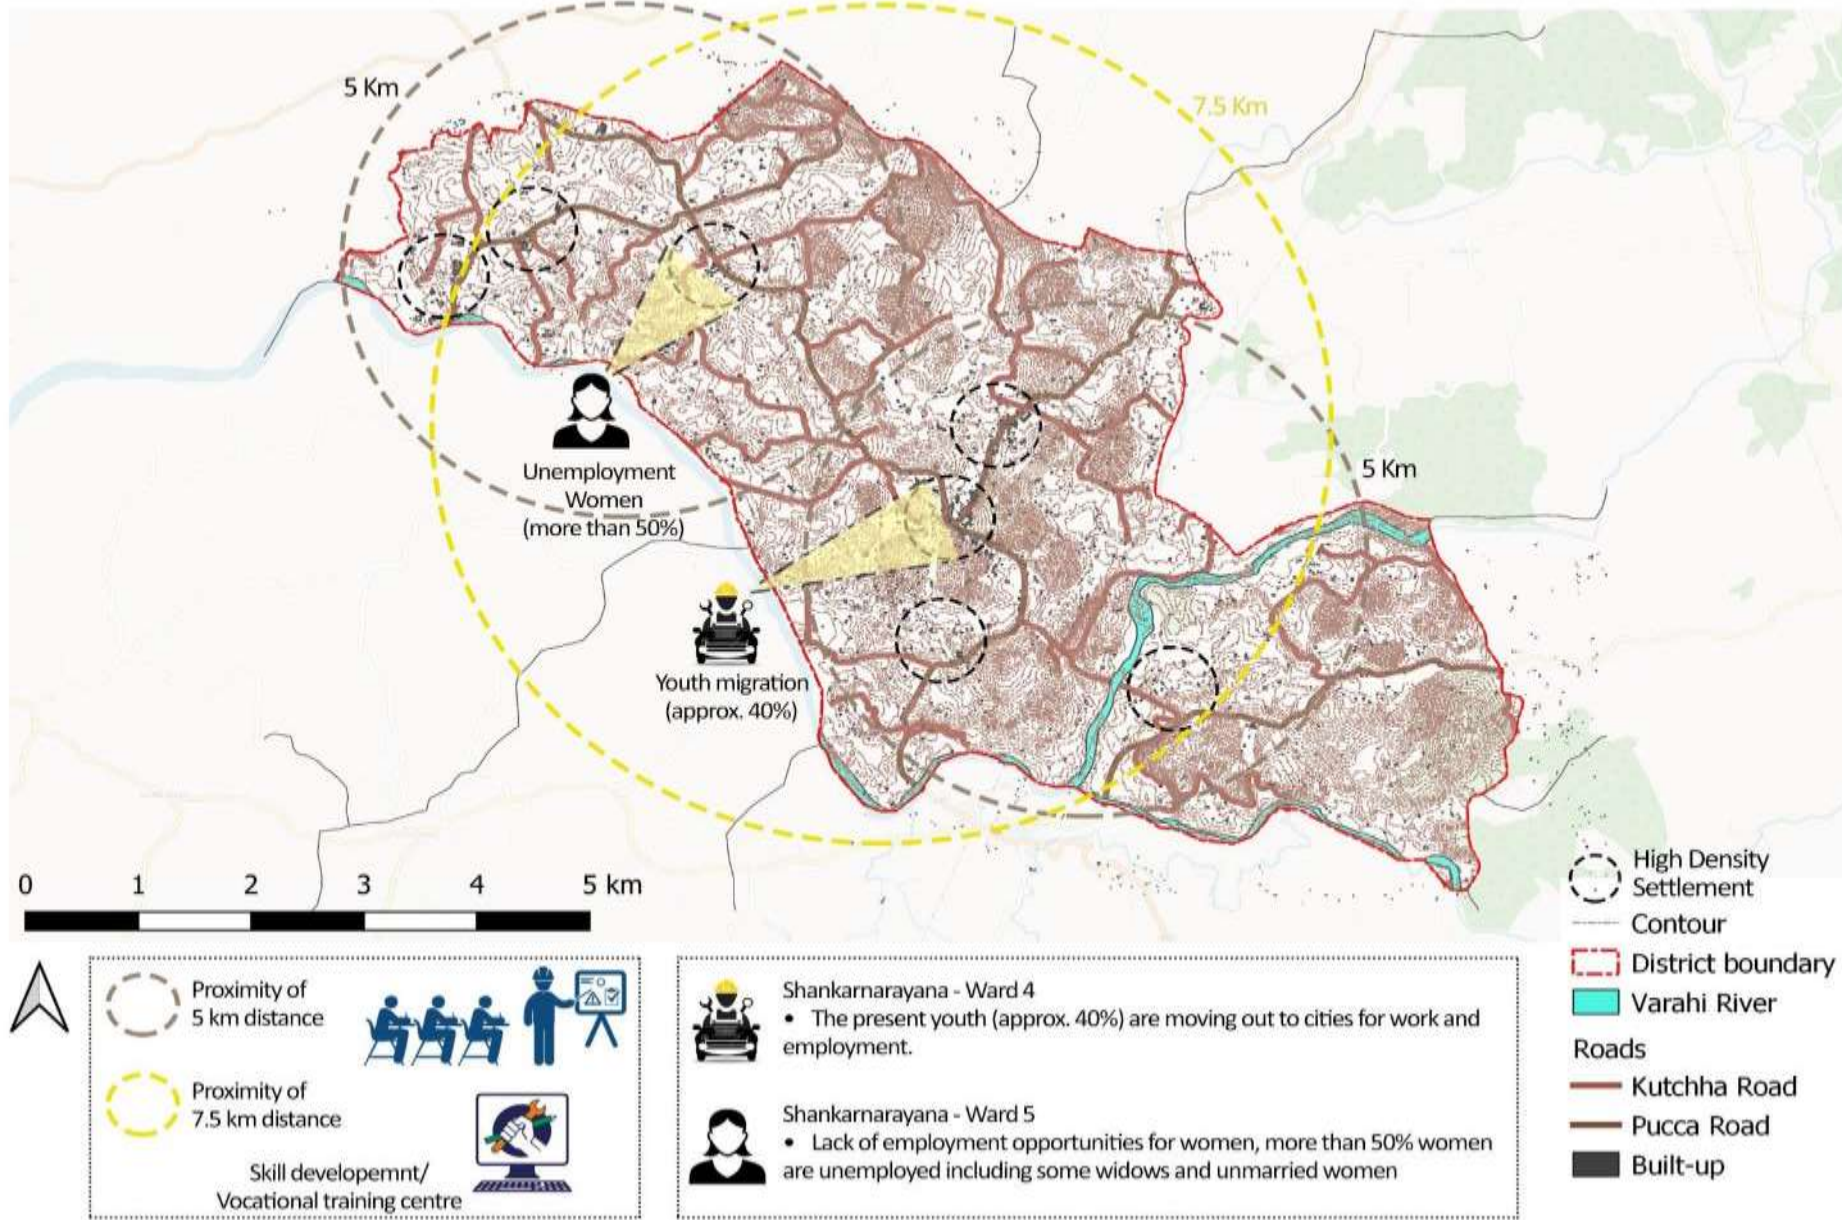 5 Km
7.5 Km
5 Km
Unemployment
Women
(more than 50%)
Youth migration
(approx. 40%)
0 1 2 3 4 5 km
High Density
Settlement
Contour
District boundary
Varahi River
Roads
Kutchha Road
Pucca Road
Built-up
Proximity of
5 km distance
Proximity of
7.5 km distance
Skill developemnt/
Vocational training centre
Shankarnarayana - Ward 4
• The present youth (approx. 40%) are moving out to cities for work and
employment.
Shankarnarayana - Ward 5
• Lack of employment opportunities for women, more than 50% women
are unemployed including some widows and unmarried women